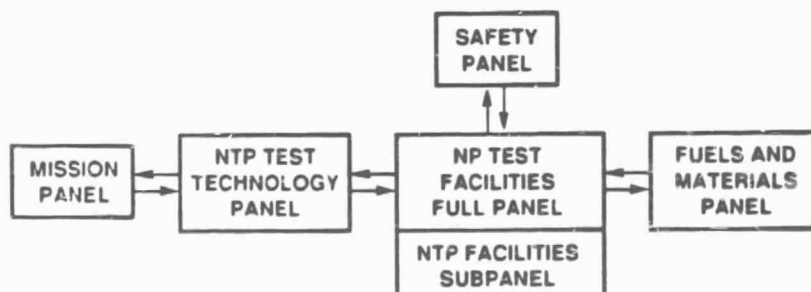 SAFETY
PANEL
MISSION
PANEL
NTP TEST
TECHNOLOGY
PANEL
NP TEST
FACILITIES
FULL PANEL
NTP FACILITIES
SUBPANEL
FUELS AND
MATERIALS
PANEL